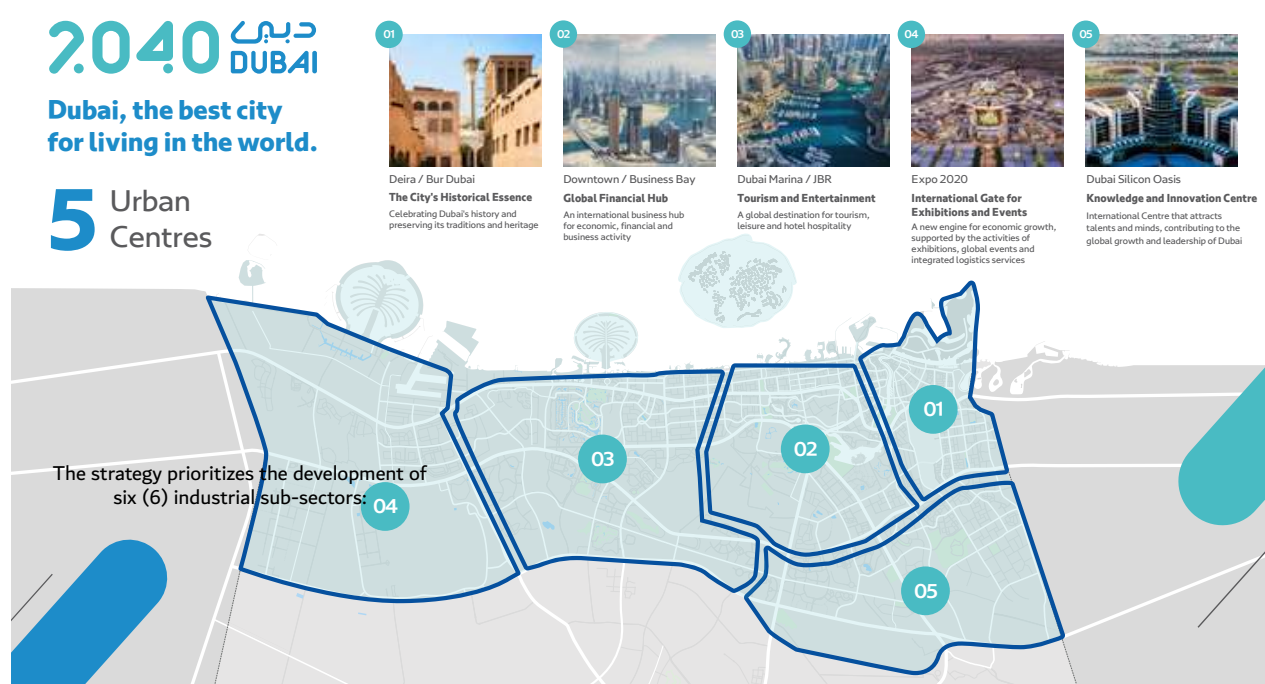 2040 دبي
DUBAI
Dubai, the best city
for living in the world.
5 Urban
Centres
01
Deira / Bur Dubai
The City's Historical Essence
Celebrating Dubai's history and
preserving its traditions and heritage
02
Downtown / Business Bay
Global Financial Hub
An international business hub
for economic, financial and
business activity
03
Dubai Marina / JBR
Tourism and Entertainment
A global destination for tourism,
leisure and hotel hospitality
04
Expo 2020
International Gate for
Exhibitions and Events
A new engine for economic growth,
supported by the activities of
exhibitions, global events and
integrated logistics services
05
Dubai Silicon Oasis
Knowledge and Innovation Centre
International Centre that attracts
talents and minds, contributing to the
global growth and leadership of Dubai
01
02
03
The strategy prioritizes the development of
six (6) industrial sub-sectors:
04
05